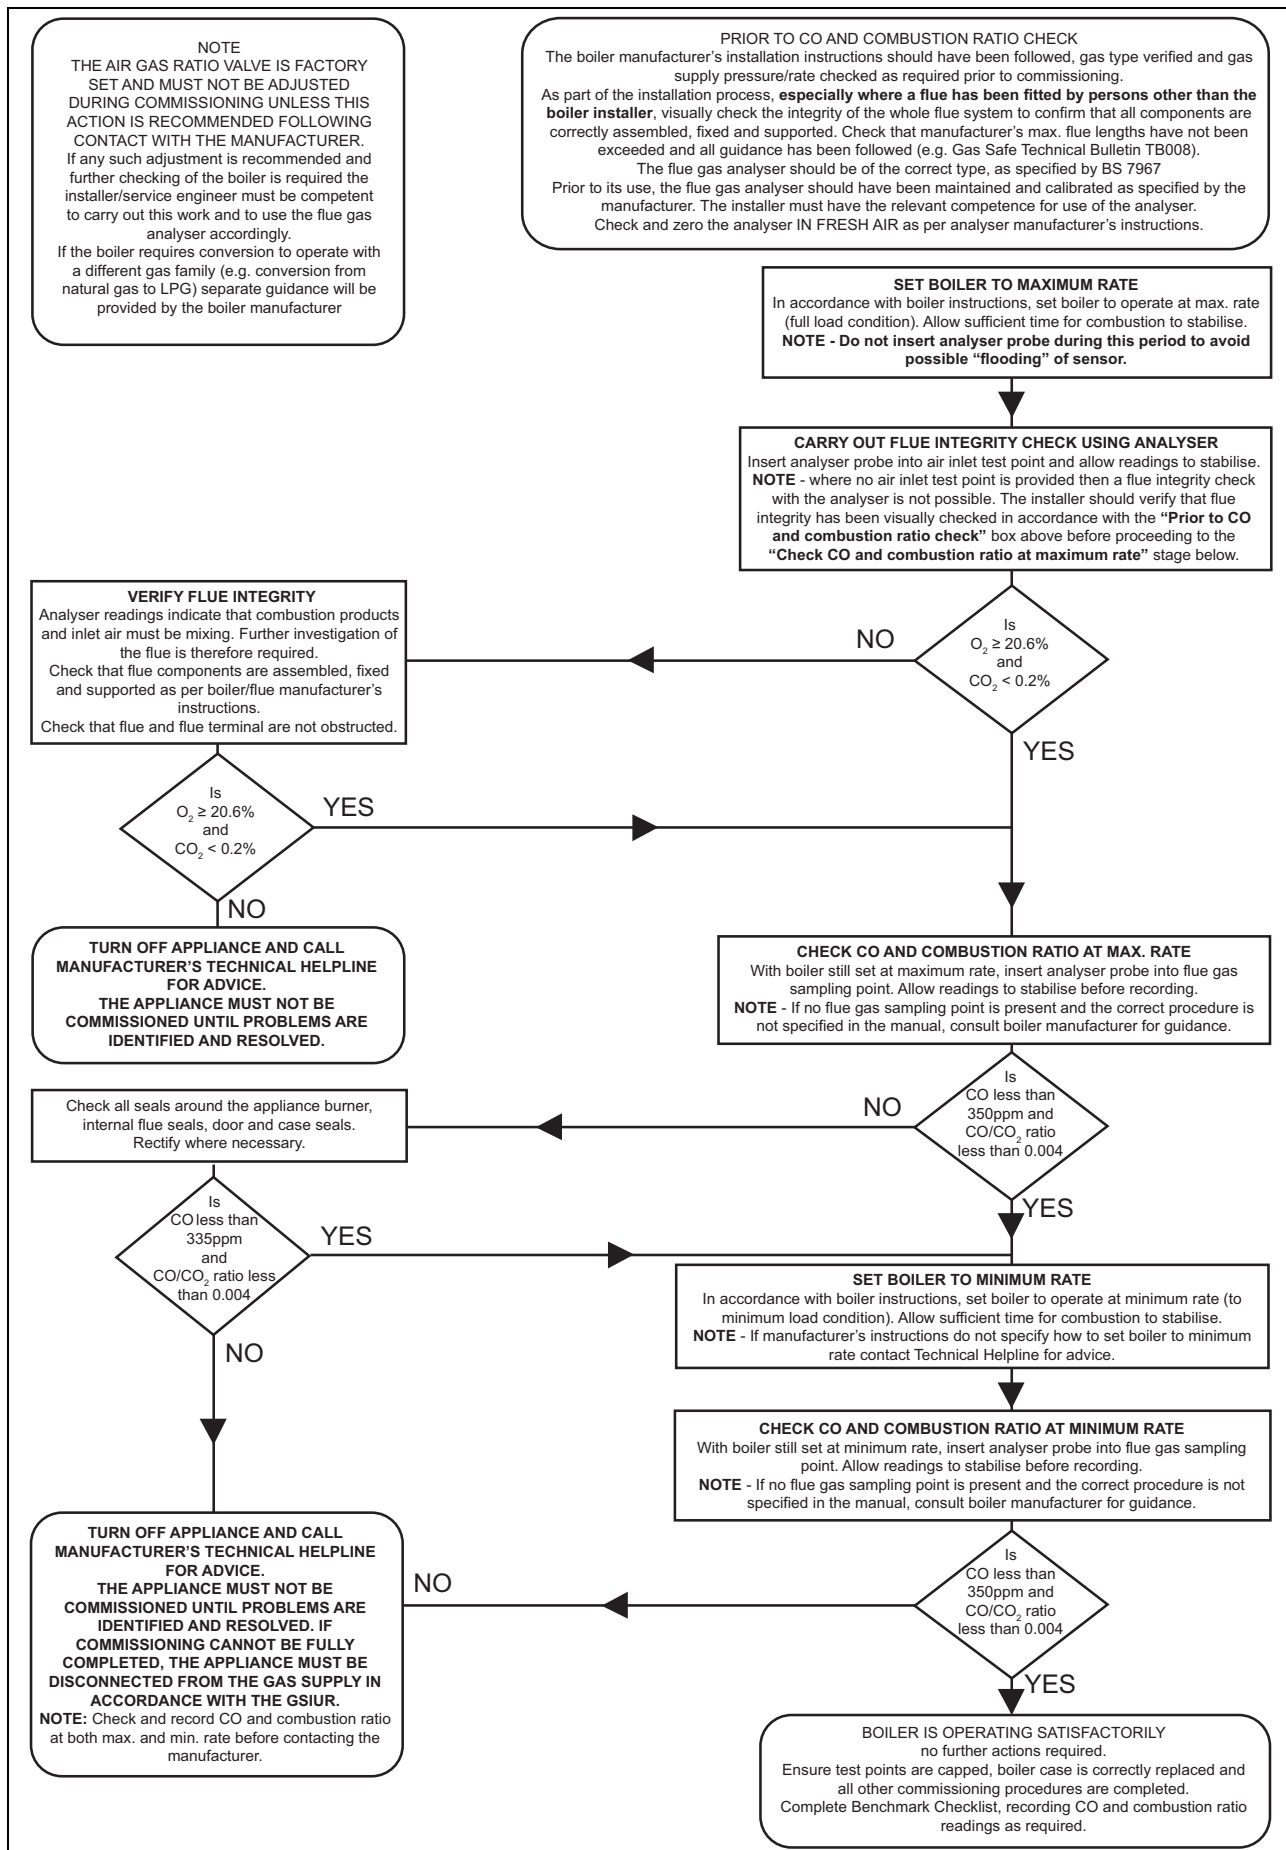 NOTE
THE AIR GAS RATIO VALVE IS FACTORY
SET AND MUST NOT BE ADJUSTED
DURING COMMISSIONING UNLESS THIS
ACTION IS RECOMMENDED FOLLOWING
CONTACT WITH THE MANUFACTURER.
If any such adjustment is recommended and
further checking of the boiler is required the
installer/service engineer must be competent
to carry out this work and to use the flue gas
analyser accordingly.
If the boiler requires conversion to operate with
a different gas family (e.g. conversion from
natural gas to LPG) separate guidance will be
provided by the boiler manufacturer
PRIOR TO CO AND COMBUSTION RATIO CHECK
The boiler manufacturer's installation instructions should have been followed, gas type verified and gas
supply pressure/rate checked as required prior to commissioning.
As part of the installation process, especially where a flue has been fitted by persons other than the
boiler installer, visually check the integrity of the whole flue system to confirm that all components are
correctly assembled, fixed and supported. Check that manufacturer's max. flue lengths have not been
exceeded and all guidance has been followed (e.g. Gas Safe Technical Bulletin TB008).
The flue gas analyser should be of the correct type, as specified by BS 7967
Prior to its use, the flue gas analyser should have been maintained and calibrated as specified by the
manufacturer. The installer must have the relevant competence for use of the analyser.
Check and zero the analyser IN FRESH AIR as per analyser manufacturer's instructions.
SET BOILER TO MAXIMUM RATE
In accordance with boiler instructions, set boiler to operate at max. rate
(full load condition). Allow sufficient time for combustion to stabilise.
NOTE - Do not insert analyser probe during this period to avoid
possible “flooding” of sensor.
CARRY OUT FLUE INTEGRITY CHECK USING ANALYSER
Insert analyser probe into air inlet test point and allow readings to stabilise.
NOTE - where no air inlet test point is provided then a flue integrity check
with the analyser is not possible. The installer should verify that flue
integrity has been visually checked in accordance with the “Prior to CO
and combustion ratio check” box above before proceeding to the
“Check CO and combustion ratio at maximum rate” stage below.
Is
O2 ≥ 20.6%
and
CO2 < 0.2%
NO
YES
VERIFY FLUE INTEGRITY
Analyser readings indicate that combustion products
and inlet air must be mixing. Further investigation of
the flue is therefore required.
Check that flue components are assembled, fixed
and supported as per boiler/flue manufacturer's
instructions.
Check that flue and flue terminal are not obstructed.
Is
O2 ≥ 20.6%
and
CO2 < 0.2%
YES
NO
TURN OFF APPLIANCE AND CALL
MANUFACTURER'S TECHNICAL HELPLINE
FOR ADVICE.
THE APPLIANCE MUST NOT BE
COMMISSIONED UNTIL PROBLEMS ARE
IDENTIFIED AND RESOLVED.
CHECK CO AND COMBUSTION RATIO AT MAX. RATE
With boiler still set at maximum rate, insert analyser probe into flue gas
sampling point. Allow readings to stabilise before recording.
NOTE - If no flue gas sampling point is present and the correct procedure is
not specified in the manual, consult boiler manufacturer for guidance.
Is
CO less than
350ppm and
CO/CO2 ratio
less than 0.004
NO
YES
Check all seals around the appliance burner,
internal flue seals, door and case seals.
Rectify where necessary.
Is
CO less than
335ppm
and
CO/CO2 ratio less
than 0.004
YES
NO
SET BOILER TO MINIMUM RATE
In accordance with boiler instructions, set boiler to operate at minimum rate (to
minimum load condition). Allow sufficient time for combustion to stabilise.
NOTE - If manufacturer's instructions do not specify how to set boiler to minimum
rate contact Technical Helpline for advice.
CHECK CO AND COMBUSTION RATIO AT MINIMUM RATE
With boiler still set at minimum rate, insert analyser probe into flue gas sampling
point. Allow readings to stabilise before recording.
NOTE - If no flue gas sampling point is present and the correct procedure is not
specified in the manual, consult boiler manufacturer for guidance.
Is
CO less than
350ppm and
CO/CO2 ratio
less than 0.004
NO
YES
TURN OFF APPLIANCE AND CALL
MANUFACTURER'S TECHNICAL HELPLINE
FOR ADVICE.
THE APPLIANCE MUST NOT BE
COMMISSIONED UNTIL PROBLEMS ARE
IDENTIFIED AND RESOLVED. IF
COMMISSIONING CANNOT BE FULLY
COMPLETED, THE APPLIANCE MUST BE
DISCONNECTED FROM THE GAS SUPPLY IN
ACCORDANCE WITH THE GSIUR.
NOTE: Check and record CO and combustion ratio
at both max. and min. rate before contacting the
manufacturer.
BOILER IS OPERATING SATISFACTORILY
no further actions required.
Ensure test points are capped, boiler case is correctly replaced and
all other commissioning procedures are completed.
Complete Benchmark Checklist, recording CO and combustion ratio
readings as required.